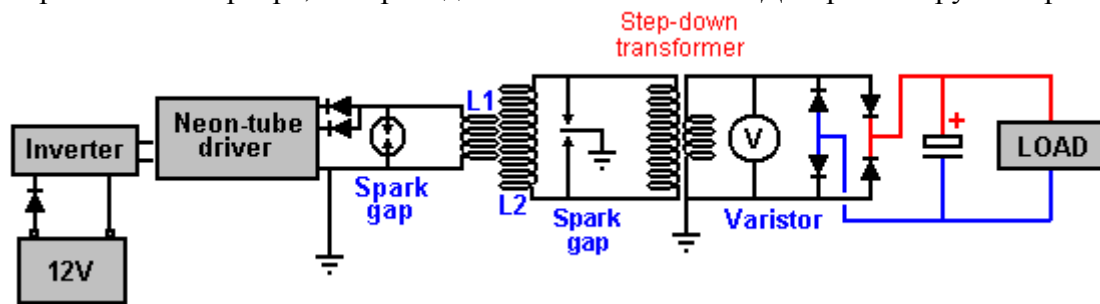 Step-down
transformer
L1
Neon-tube
driver
Inverter
V
+
LOAD
Spark
gap
L2
Spark
gap
Varistor
12V